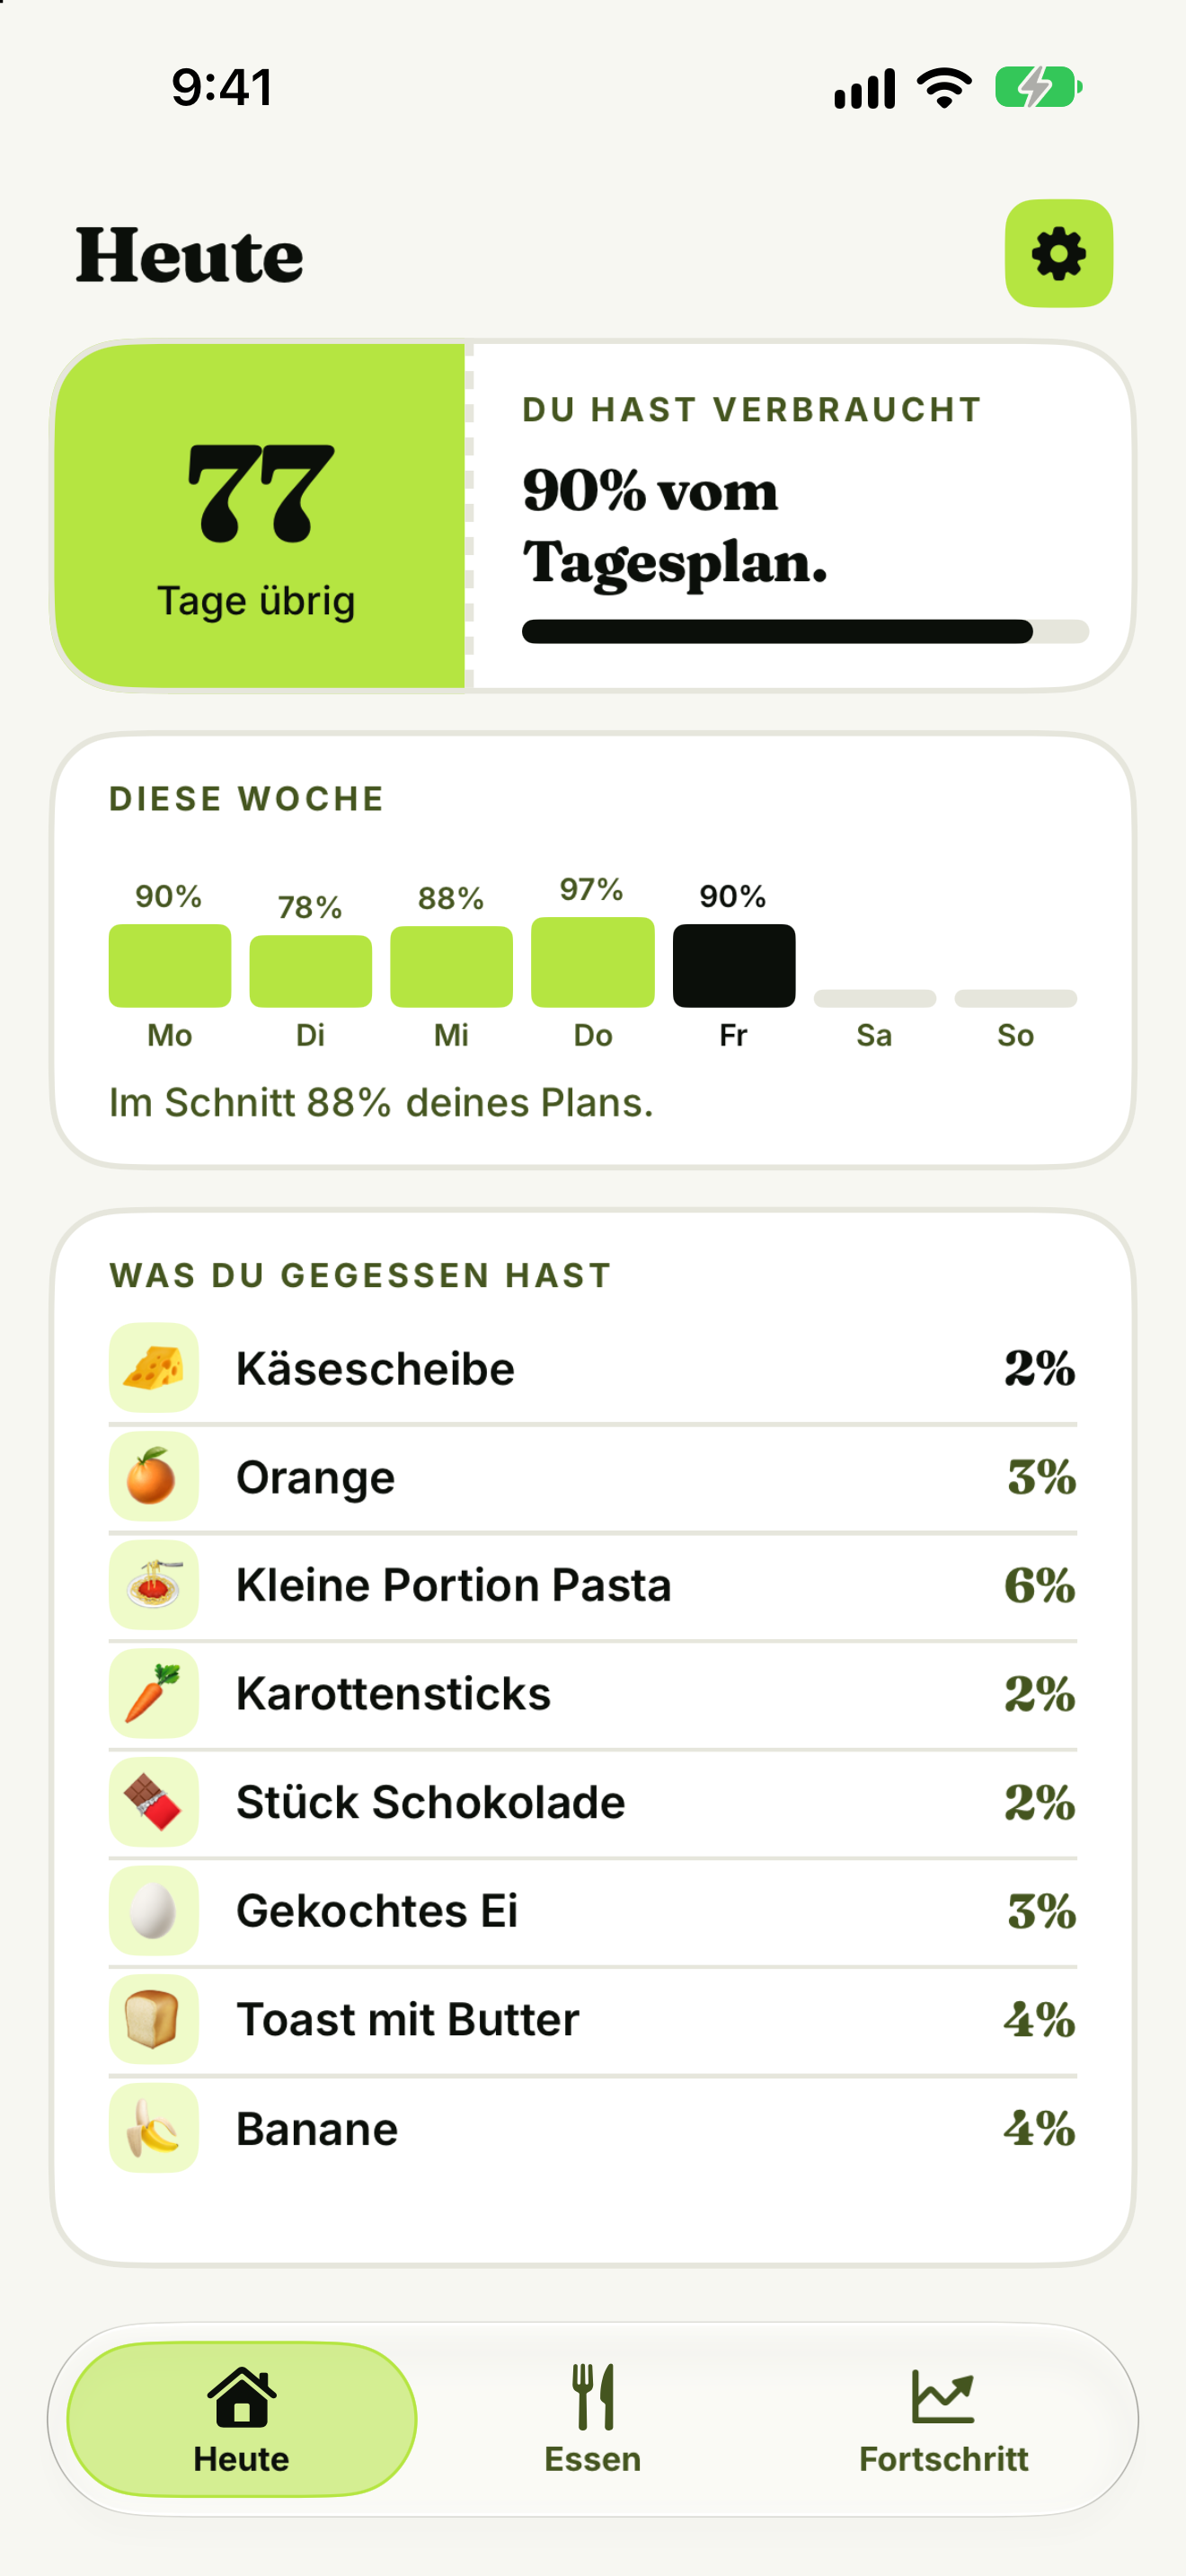 9:41
Heute
77
Tage übrig
DU HAST VERBRAUCHT
90% vom
Tagesplan.
DIESE WOCHE
90% 78% 88% 97% 90%
Mo Di Mi Do Fr Sa So
Im Schnitt 88% deines Plans.
WAS DU GEGESSEN HAST
Käsescheibe 2%
Orange 3%
Kleine Portion Pasta 6%
Karottensticks 2%
Stück Schokolade 2%
Gekochtes Ei 3%
Toast mit Butter 4%
Banane 4%
Heute Essen Fortschritt